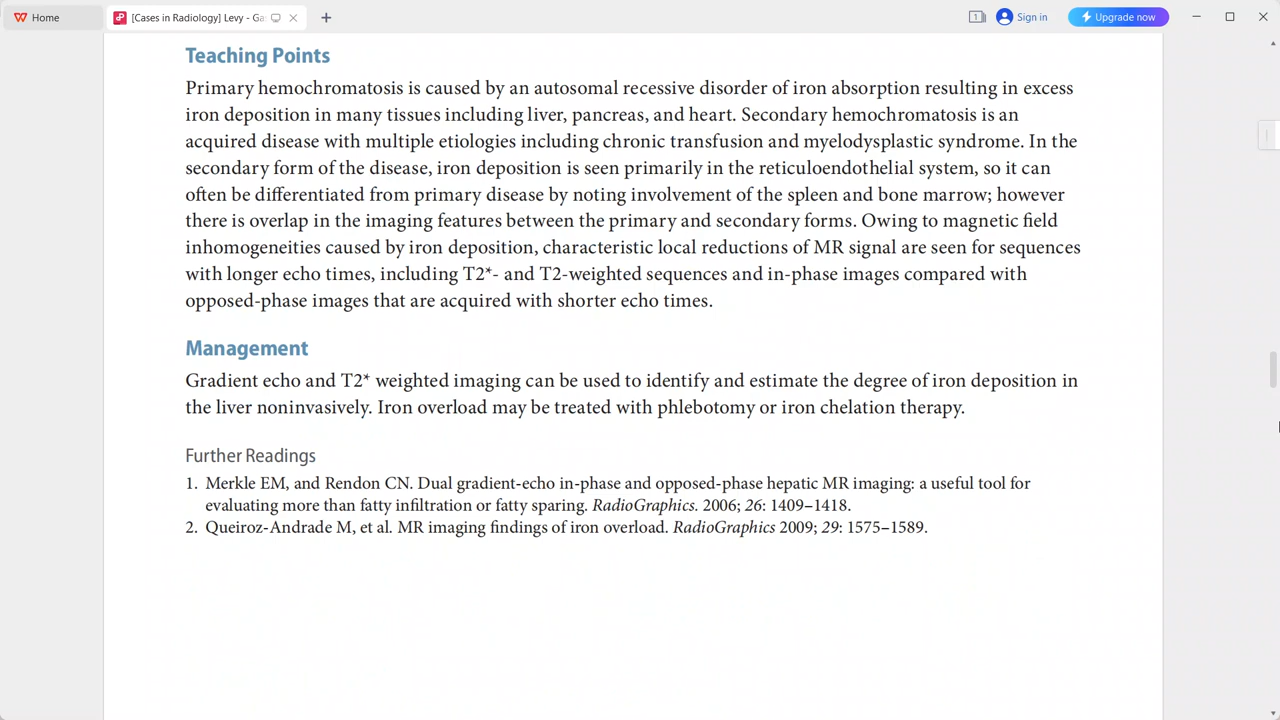 Home
[Cases in Radiology] Levy - Ga
1
Sign in
Upgrade now
Teaching Points
Primary hemochromatosis is caused by an autosomal recessive disorder of iron absorption resulting in excess
iron deposition in many tissues including liver, pancreas, and heart. Secondary hemochromatosis is an
acquired disease with multiple etiologies including chronic transfusion and myelodysplastic syndrome. In the
secondary form of the disease, iron deposition is seen primarily in the reticuloendothelial system, so it can
often be differentiated from primary disease by noting involvement of the spleen and bone marrow; however
there is overlap in the imaging features between the primary and secondary forms. Owing to magnetic field
inhomogeneities caused by iron deposition, characteristic local reductions of MR signal are seen for sequences
with longer echo times, including T2*- and T2-weighted sequences and in-phase images compared with
opposed-phase images that are acquired with shorter echo times.
Management
Gradient echo and T2* weighted imaging can be used to identify and estimate the degree of iron deposition in
the liver noninvasively. Iron overload may be treated with phlebotomy or iron chelation therapy.
Further Readings
1. Merkle EM, and Rendon CN. Dual gradient-echo in-phase and opposed-phase hepatic MR imaging: a useful tool for
evaluating more than fatty infiltration or fatty sparing. RadioGraphics. 2006; 26: 1409–1418.
2. Queiroz-Andrade M, et al. MR imaging findings of iron overload. RadioGraphics 2009; 29: 1575–1589.